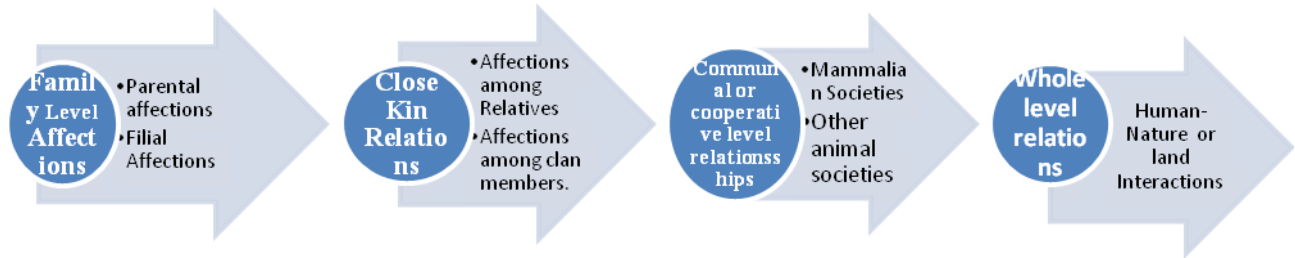 Famil
y Level
Affect
ions
•Parental
affections
•Filial
Affections
Close
Kin
Relatio
ns
•Affections
among
Relatives
•Affections
among clan
members.
Commun
al or
cooperati
ve level
relationss
hips
•Mammalia
n Societies
•Other
animal
societies
Whole
level
relatio
ns
Human-
Nature or
land
Interactions